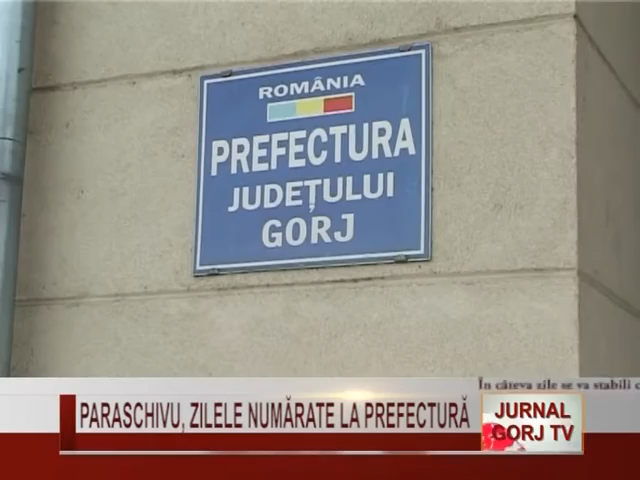 ROMÂNIA
PREFECTURA
JUDEȚULUI
GORJ
În câteva zile se va stabili
PARASCHIVU, ZILELE NUMĂRATE LA PREFECTURĂ
JURNAL
GORJ TV